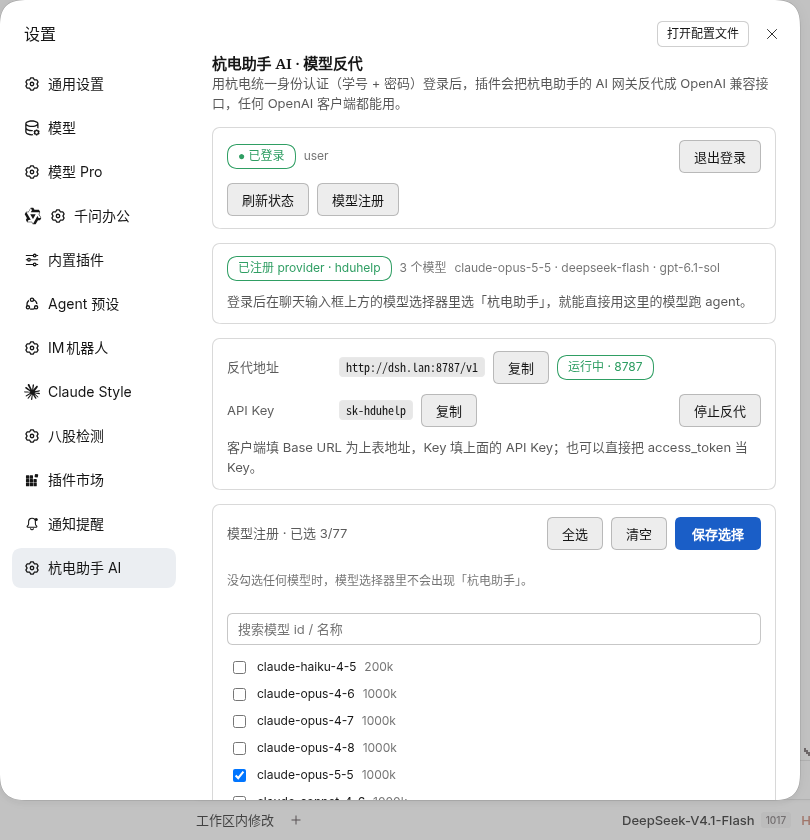 设置
打开配置文件
通用设置
模型
模型 Pro
千问办公
内置插件
Agent 预设
IM机器人
Claude Style
八股检测
插件市场
通知提醒
杭电助手 AI
杭电助手 AI · 模型反代
用杭电统一身份认证（学号 + 密码）登录后，插件会把杭电助手的 AI 网关反代成 OpenAI 兼容接
口，任何 OpenAI 客户端都能用。
● 已登录 user 退出登录
刷新状态 模型注册
已注册 provider · hduhelp 3 个模型 claude-opus-5-5 · deepseek-flash · gpt-6.1-sol
登录后在聊天输入框上方的模型选择器里选「杭电助手」，就能直接用这里的模型跑 agent。
反代地址 http://dsh.lan:8787/v1 复制 运行中 · 8787
API Key sk-hduhelp 复制 停止反代
客户端填 Base URL 为上表地址，Key 填上面的 API Key；也可以直接把 access_token 当
Key。
模型注册 · 已选 3/77 全选 清空 保存选择
没勾选任何模型时，模型选择器里不会出现「杭电助手」。
搜索模型 id / 名称
claude-haiku-4-5 200k
claude-opus-4-6 1000k
claude-opus-4-7 1000k
claude-opus-4-8 1000k
claude-opus-5-5 1000k
工作区内修改 +
DeepSeek-V4.1-Flash 1017